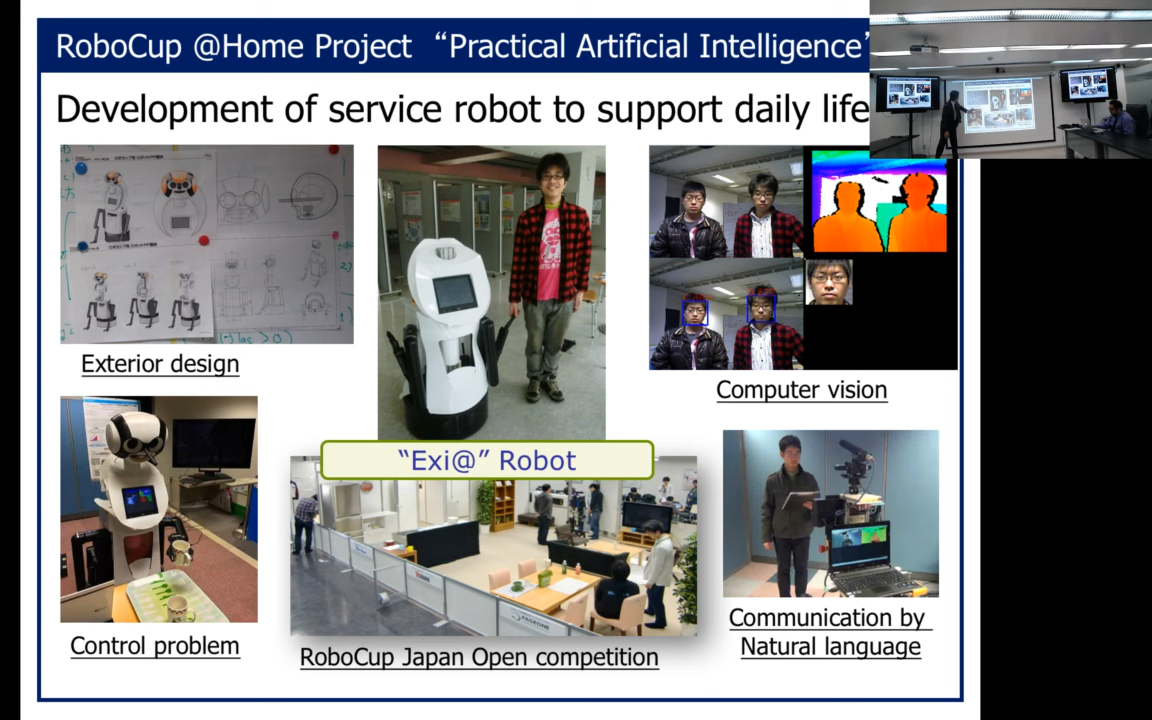 RoboCup @Home Project “Practical Artificial Intelligence’
Development of service robot to support daily life
Exterior design
Computer vision
“Exi@” Robot
PAGEONE
Control problem
RoboCup Japan Open competition
Communication by
Natural language